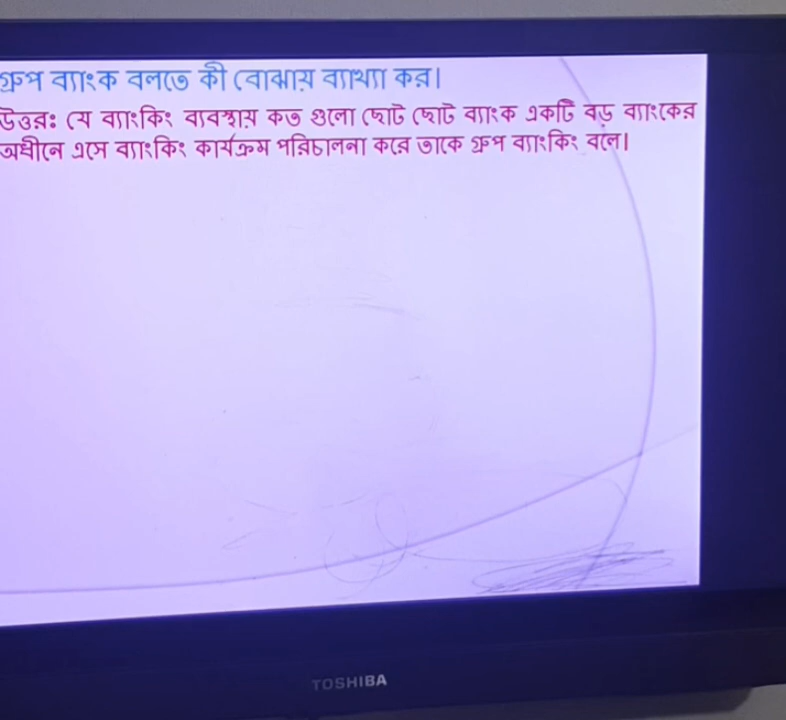 গ্রুপ ব্যাংক বলতে কী বোঝায় ব্যাখ্যা কর।
উত্তরঃ যে ব্যাংকিং ব্যবস্থায় কত গুলো ছোট ছোট ব্যাংক একটি বড় ব্যাংকের
অধীনে এসে ব্যাংকিং কার্যক্রম পরিচালনা করে তাকে গ্রুপ ব্যাংকিং বলে।
TOSHIBA